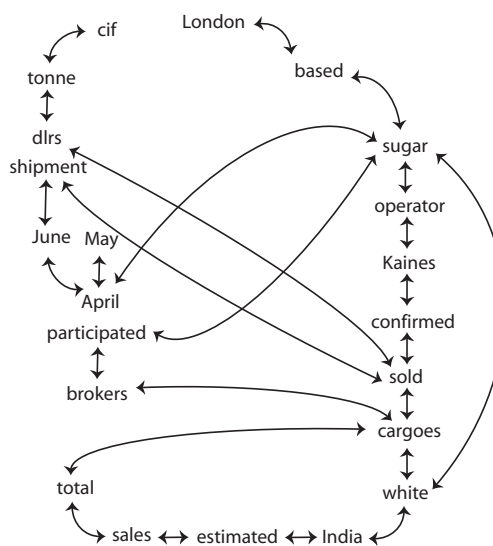 London
cif
based
tonne
dlrs
sugar
shipment
operator
June
May
Kaines
April
confirmed
participated
sold
brokers
cargoes
total
white
sales
estimated
India